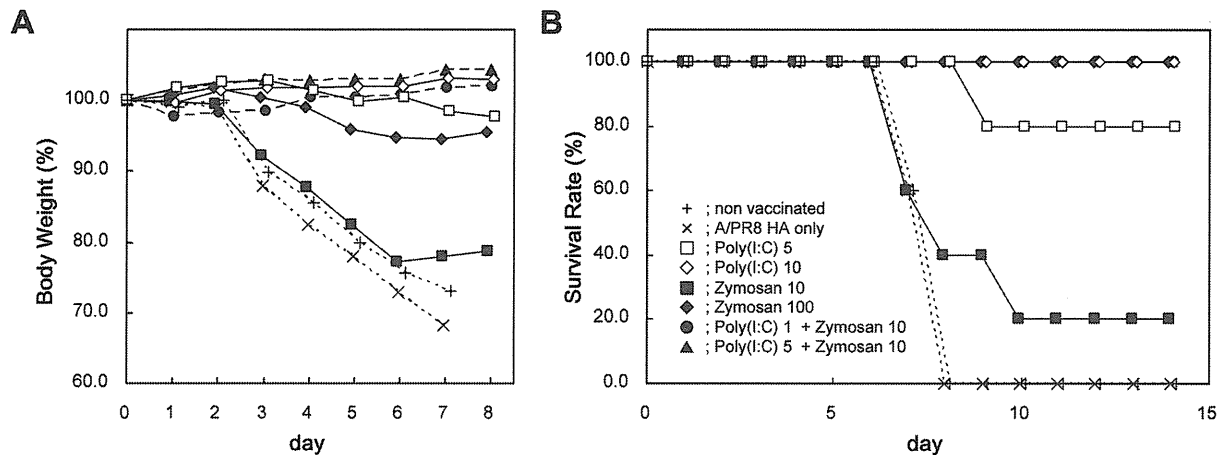 A
Body Weight (%)
100.0
90.0
80.0
70.0
60.0
0 1 2 3 4 5 6 7 8
day
B
Survival Rate (%)
100.0
80.0
60.0
40.0
20.0
0.0
; non vaccinated
; A/PR8 HA only
; Poly(I:C) 5
; Poly(I:C) 10
; Zymosan 10
; Zymosan 100
; Poly(I:C) 1 + Zymosan 10
; Poly(I:C) 5 + Zymosan 10
0 5 10 15
day